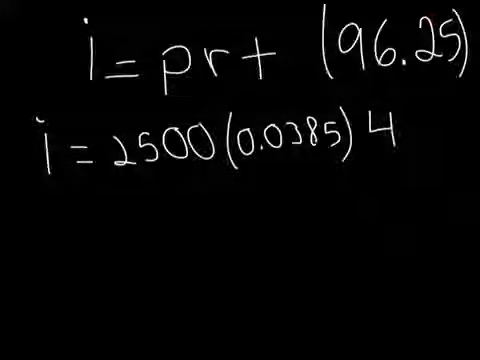 i = prt (96.25)
i = 2500(0.0385)4